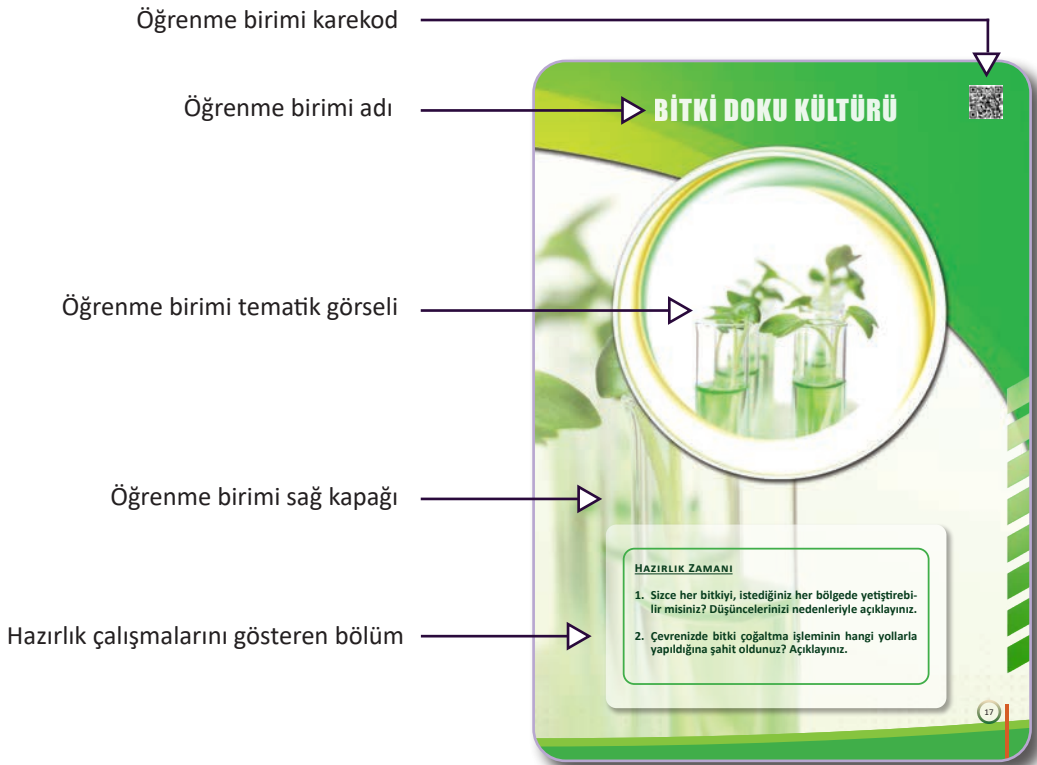 Öğrenme birimi karekod
Öğrenme birimi adı
BİTKİ DOKU KÜLTÜRÜ
Öğrenme birimi tematik görseli
Öğrenme birimi sağ kapağı
Hazırlık çalışmalarını gösteren bölüm
HAZIRLIK ZAMANI
1. Sizce her bitkiyi, istediğiniz her bölgede yetiştirebi-
lir misiniz? Düşüncelerinizi nedenleriyle açıklayınız.
2. Çevrenizde bitki çoğaltma işleminin hangi yollarla
yapıldığına şahit oldunuz? Açıklayınız.
17